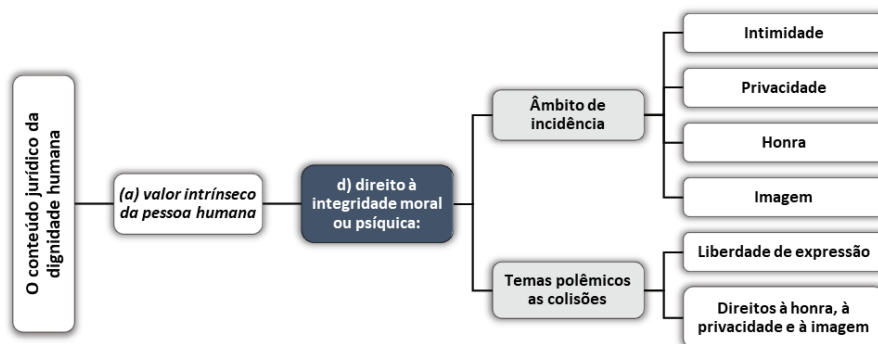 O conteúdo jurídico da
dignidade humana
(a) valor intrínseco
da pessoa humana
d) direito à
integridade moral
ou psíquica:
Âmbito de
incidência
Intimidade
Privacidade
Honra
Imagem
Temas polêmicos
as colisões
Liberdade de expressão
Direitos à honra, à
privacidade e à imagem